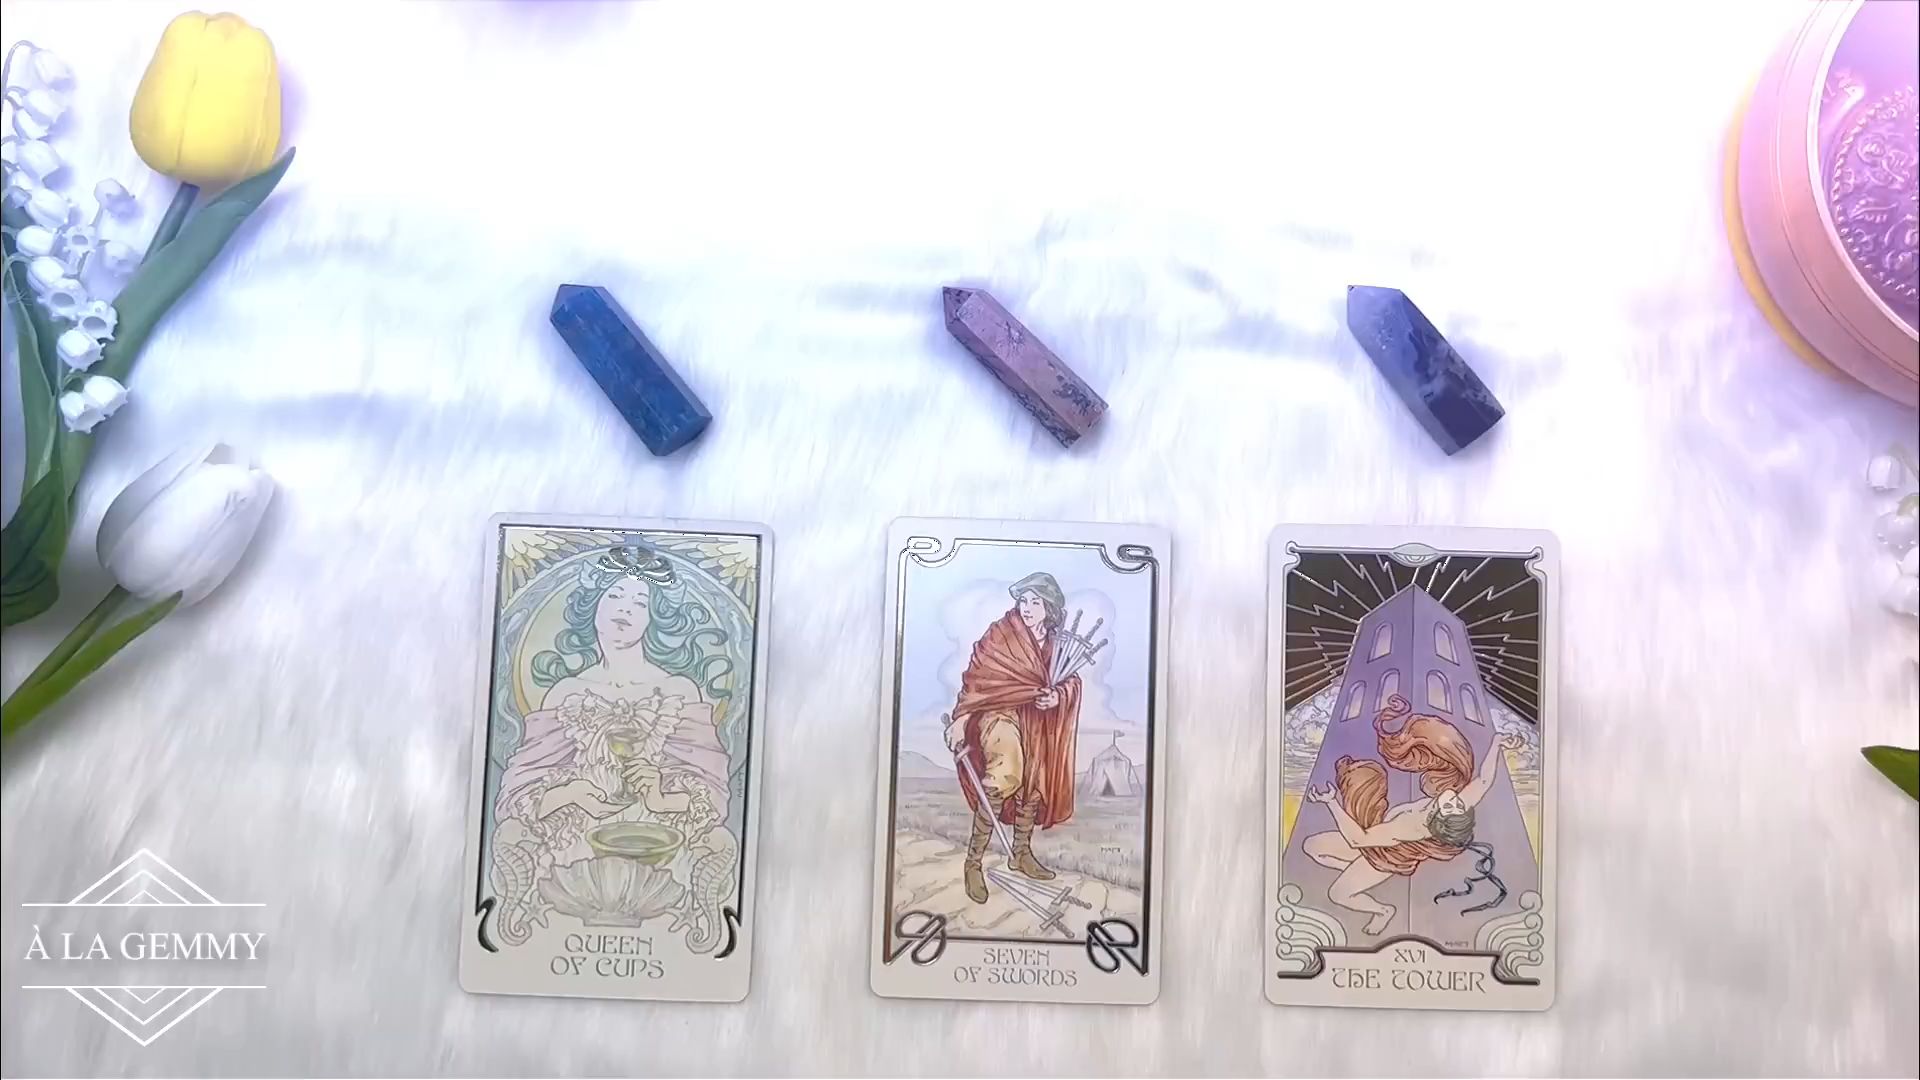 QUEEN
OF CUPS
SEVEN
OF SWORDS
XVI
THE TOWER
À LA GEMMY